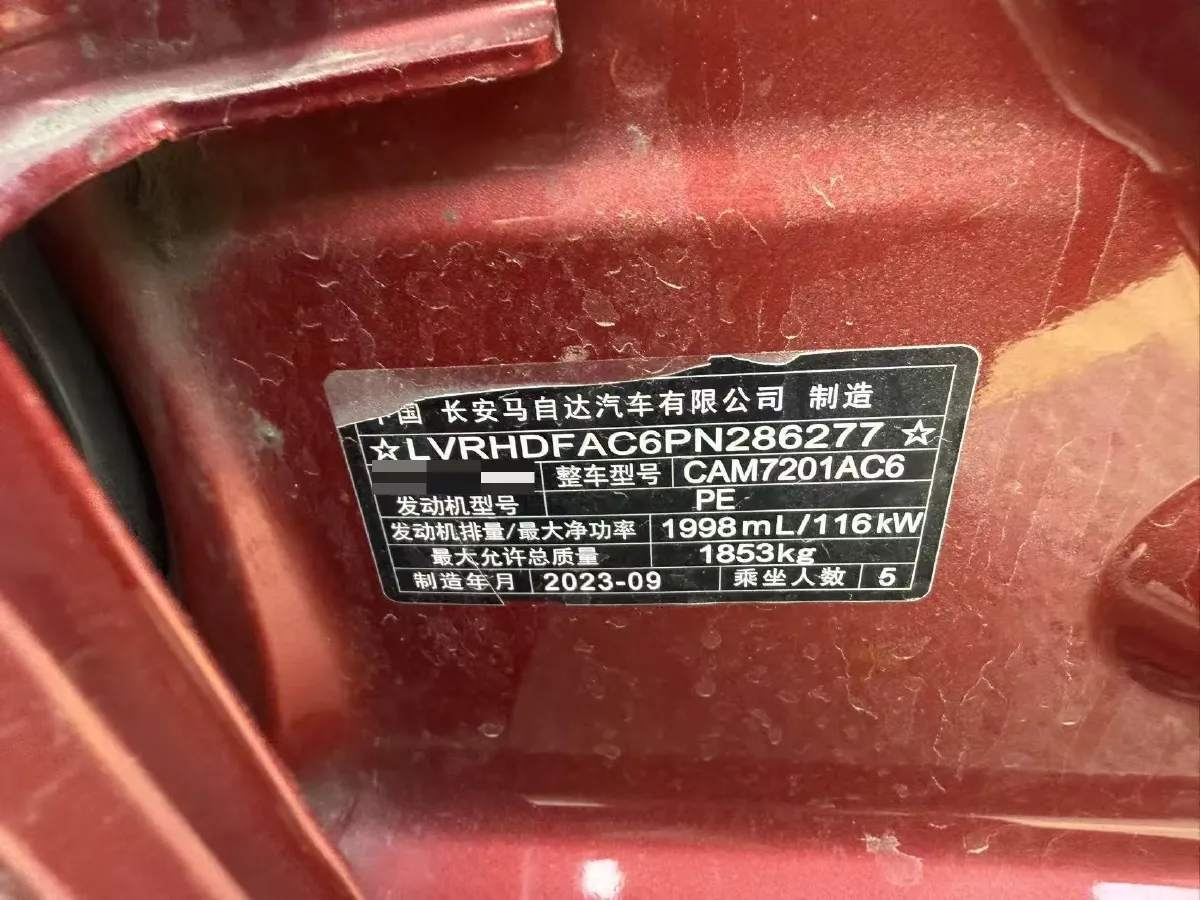 中国 长安马自达汽车有限公司 制造
☆LVRHDFAC6PN286277☆
整车型号 CAM7201AC6
发动机型号 PE
发动机排量/最大净功率 1998mL/116kW
最大允许总质量 1853kg
制造年月 2023-09 乘坐人数 5